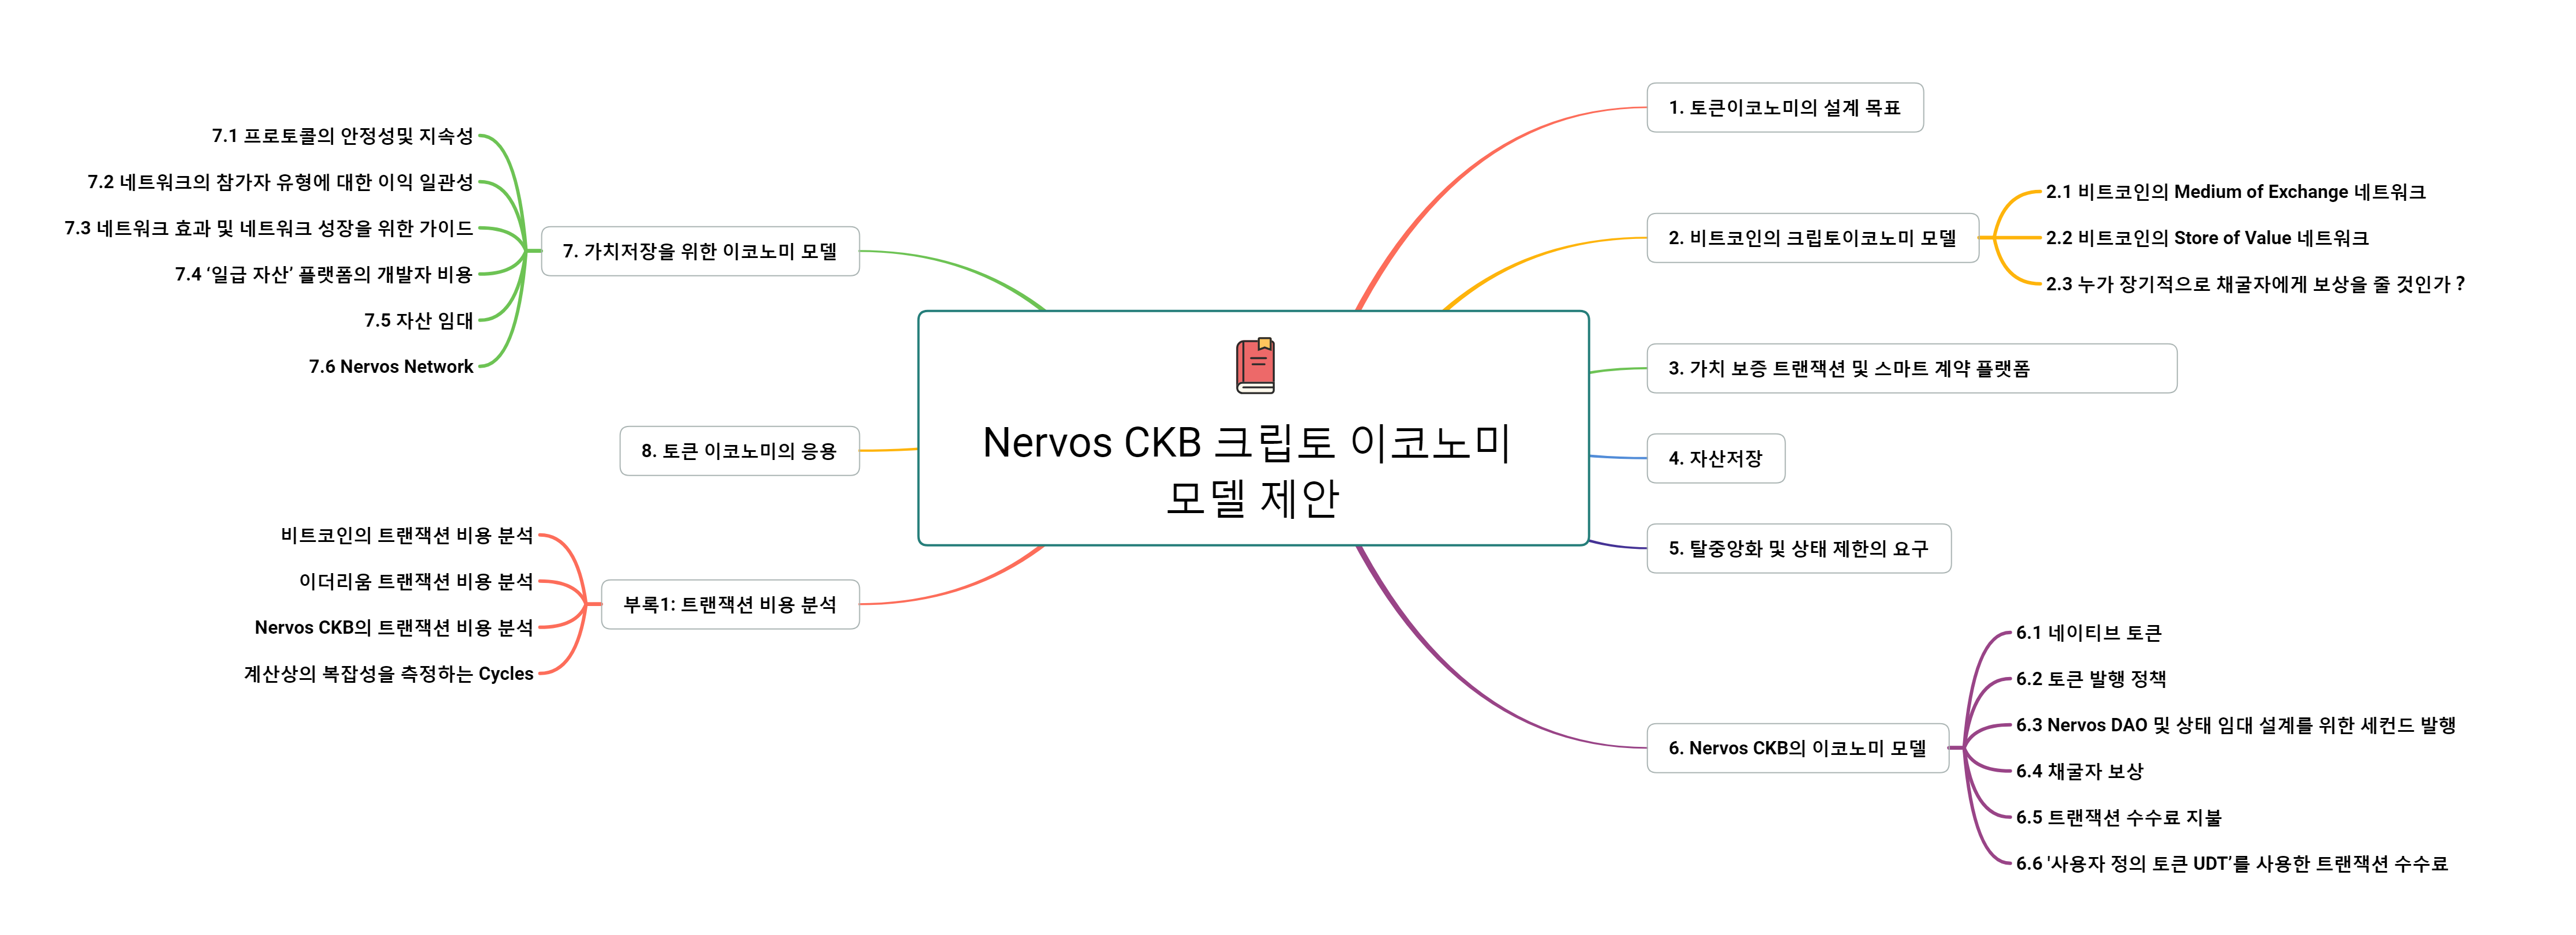 Nervos CKB 크립토 이코노미
모델 제안
1. 토큰이코노미의 설계 목표
2. 비트코인의 크립토이코노미 모델
2.1 비트코인의 Medium of Exchange 네트워크
2.2 비트코인의 Store of Value 네트워크
2.3 누가 장기적으로 채굴자에게 보상을 줄 것인가 ?
3. 가치 보증 트랜잭션 및 스마트 계약 플랫폼
4. 자산저장
5. 탈중앙화 및 상태 제한의 요구
6. Nervos CKB의 이코노미 모델
6.1 네이티브 토큰
6.2 토큰 발행 정책
6.3 Nervos DAO 및 상태 임대 설계를 위한 세컨드 발행
6.4 채굴자 보상
6.5 트랜잭션 수수료 지불
6.6 '사용자 정의 토큰 UDT’를 사용한 트랜잭션 수수료
7. 가치저장을 위한 이코노미 모델
7.1 프로토콜의 안정성및 지속성
7.2 네트워크의 참가자 유형에 대한 이익 일관성
7.3 네트워크 효과 및 네트워크 성장을 위한 가이드
7.4 ‘일급 자산’ 플랫폼의 개발자 비용
7.5 자산 임대
7.6 Nervos Network
8. 토큰 이코노미의 응용
부록1: 트랜잭션 비용 분석
비트코인의 트랜잭션 비용 분석
이더리움 트랜잭션 비용 분석
Nervos CKB의 트랜잭션 비용 분석
계산상의 복잡성을 측정하는 Cycles